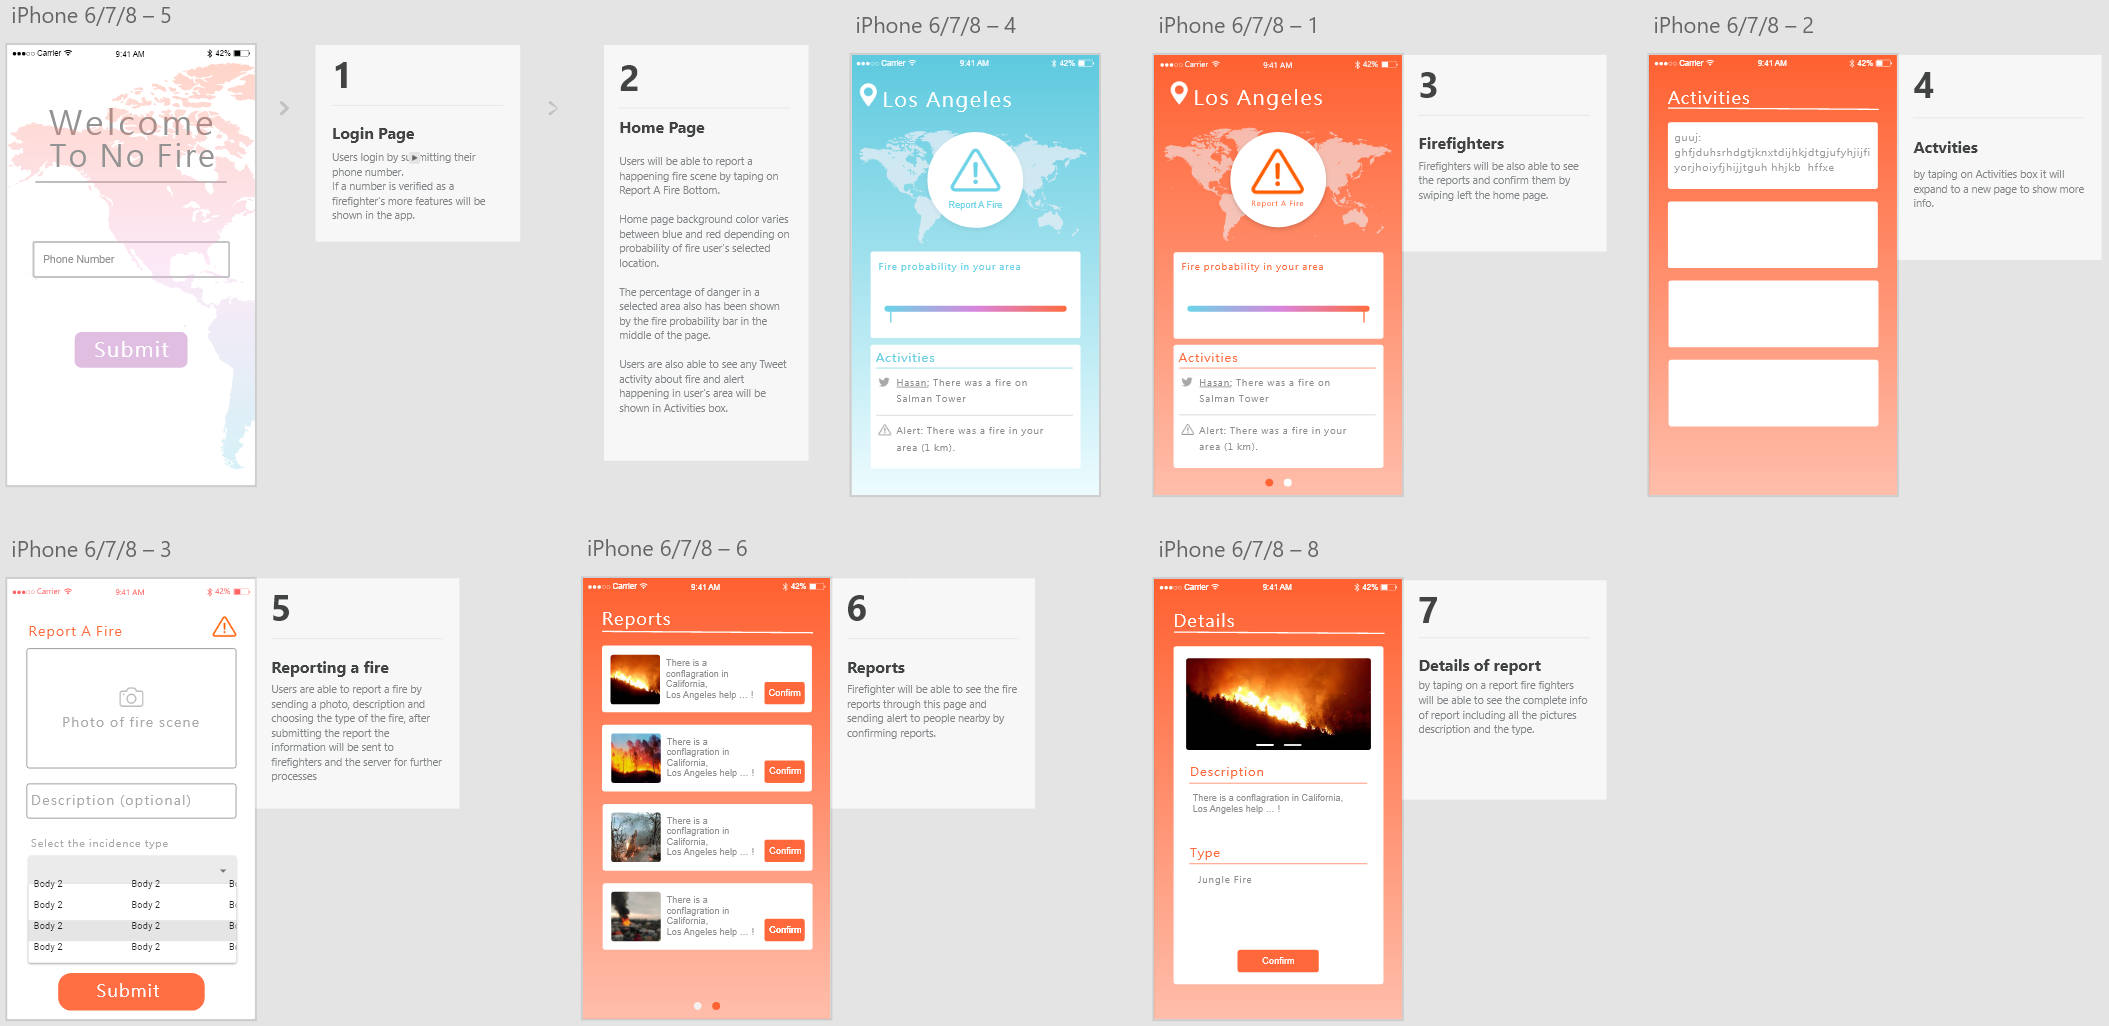 iPhone 6/7/8 – 5
Carrier
9:41 AM
42%
Welcome
To No Fire
Phone Number
Submit
1
Login Page
Users login by submitting their
phone number.
If a number is verified as a
firefighter's more features will be
shown in the app.
2
Home Page
Users will be able to report a
happening fire scene by taping on
Report A Fire Bottom.
Home page background color varies
between blue and red depending on
probability of fire user's selected
location.
The percentage of danger in a
selected area also has been shown
by the fire probability bar in the
middle of the page.
Users are also able to see any Tweet
activity about fire and alert
happening in user's area will be
shown in Activities box.
iPhone 6/7/8 – 4
Carrier
9:41 AM
42%
Los Angeles
Report A Fire
Fire probability in your area
Activities
Hasan: There was a fire on
Salman Tower
Alert: There was a fire in your
area (1 km).
iPhone 6/7/8 – 1
Carrier
9:41 AM
42%
Los Angeles
Report A Fire
Fire probability in your area
Activities
Hasan: There was a fire on
Salman Tower
Alert: There was a fire in your
area (1 km).
3
Firefighters
Firefighters will be also able to see
the reports and confirm them by
swiping left the home page.
iPhone 6/7/8 – 2
Carrier
9:41 AM
42%
Activities
guuj:
ghfjduhsrhdgtjknxtdijhkjdtgjufyhjijfi
yorjhoiyfjhijjtguh hhjkb hffxe
4
Actvities
by taping on Activities box it will
expand to a new page to show more
info.
iPhone 6/7/8 – 3
Carrier
9:41 AM
42%
Report A Fire
Photo of fire scene
Description (optional)
Select the incidence type
Body 2 Body 2
Body 2 Body 2
Body 2 Body 2
Body 2 Body 2
Submit
5
Reporting a fire
Users are able to report a fire by
sending a photo, description and
choosing the type of the fire, after
submitting the report the
information will be sent to
firefighters and the server for further
processes
iPhone 6/7/8 – 6
Carrier
9:41 AM
42%
Reports
There is a
conflagration in
California,
Los Angeles help ... !
Confirm
There is a
conflagration in
California,
Los Angeles help ... !
Confirm
There is a
conflagration in
California,
Los Angeles help ... !
Confirm
There is a
conflagration in
California,
Los Angeles help ... !
Confirm
6
Reports
Firefighter will be able to see the fire
reports through this page and
sending alert to people nearby by
confirming reports.
iPhone 6/7/8 – 8
Carrier
9:41 AM
42%
Details
Description
There is a conflagration in California,
Los Angeles help ... !
Type
Jungle Fire
Confirm
7
Details of report
by taping on a report fire fighters
will be able to see the complete info
of report including all the pictures
description and the type.